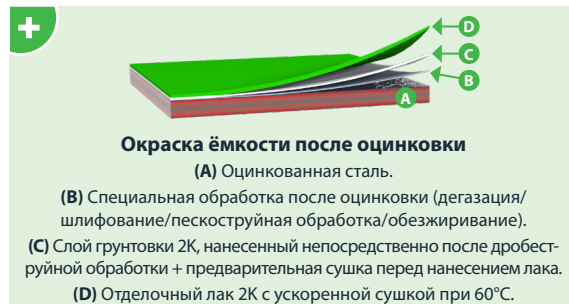 +
D
C
B
A
Окраска ёмкости после оцинковки
(A) Оцинкованная сталь.
(B) Специальная обработка после оцинковки (дегазация/
шлифование/пескоструйная обработка/обезжиривание).
(C) Слой грунтовки 2K, нанесенный непосредственно после дробест-
руйной обработки + предварительная сушка перед нанесением лака.
(D) Отделочный лак 2K с ускоренной сушкой при 60°C.